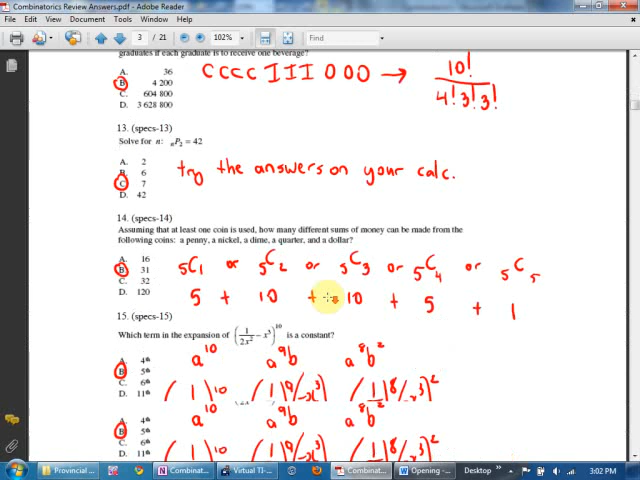 Combinatorics Review Answers.pdf - Adobe Reader
File Edit View Document Tools Window Help
3 / 21 102% Find
graduates if each graduate is to receive one beverage?
A. 36
B. 4 200
C. 604 800
D. 3 628 800
CCCC III OOO → 10! / 4!3!3!
13. (specs-13)
Solve for n: nP2 = 42
A. 2
B. 6
C. 7
D. 42
try the answers on your calc.
14. (specs-14)
Assuming that at least one coin is used, how many different sums of money can be made from the
following coins: a penny, a nickel, a dime, a quarter, and a dollar?
A. 16
B. 31
C. 32
D. 120
5C1 or 5C2 or 5C3 or 5C4 or 5C5
5 + 10 + 10 + 5 + 1
15. (specs-15)
Which term in the expansion of (1/2x² − x³)^10 is a constant?
A. 4th
B. 5th
C. 6th
D. 11th
a^10 a^9b a^8b^2
A. 4th
B. 5th
C. 6th
D. 11th
a^10 a^9b a^8b^2
Provincial ... Combinat... Virtual TI-... Combinat... Opening -... Desktop 3:02 PM